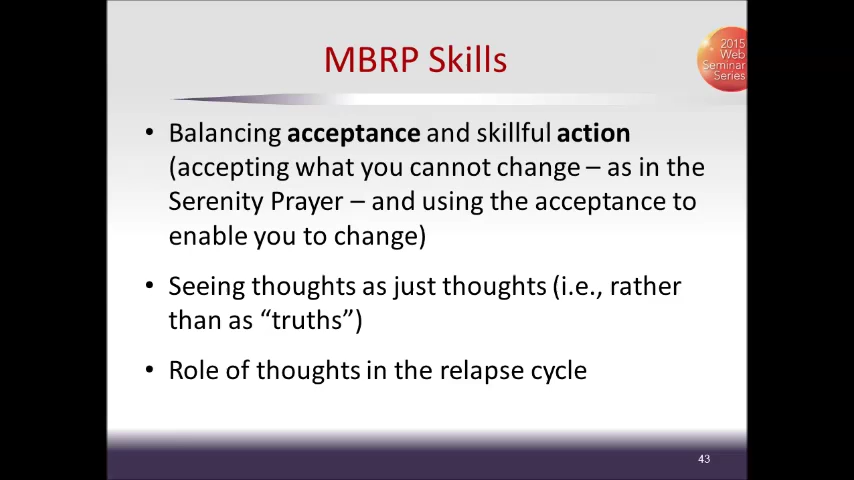 MBRP Skills
2015
Web
Seminar
Series
• Balancing acceptance and skillful action
(accepting what you cannot change – as in the
Serenity Prayer – and using the acceptance to
enable you to change)
• Seeing thoughts as just thoughts (i.e., rather
than as “truths”)
• Role of thoughts in the relapse cycle
43